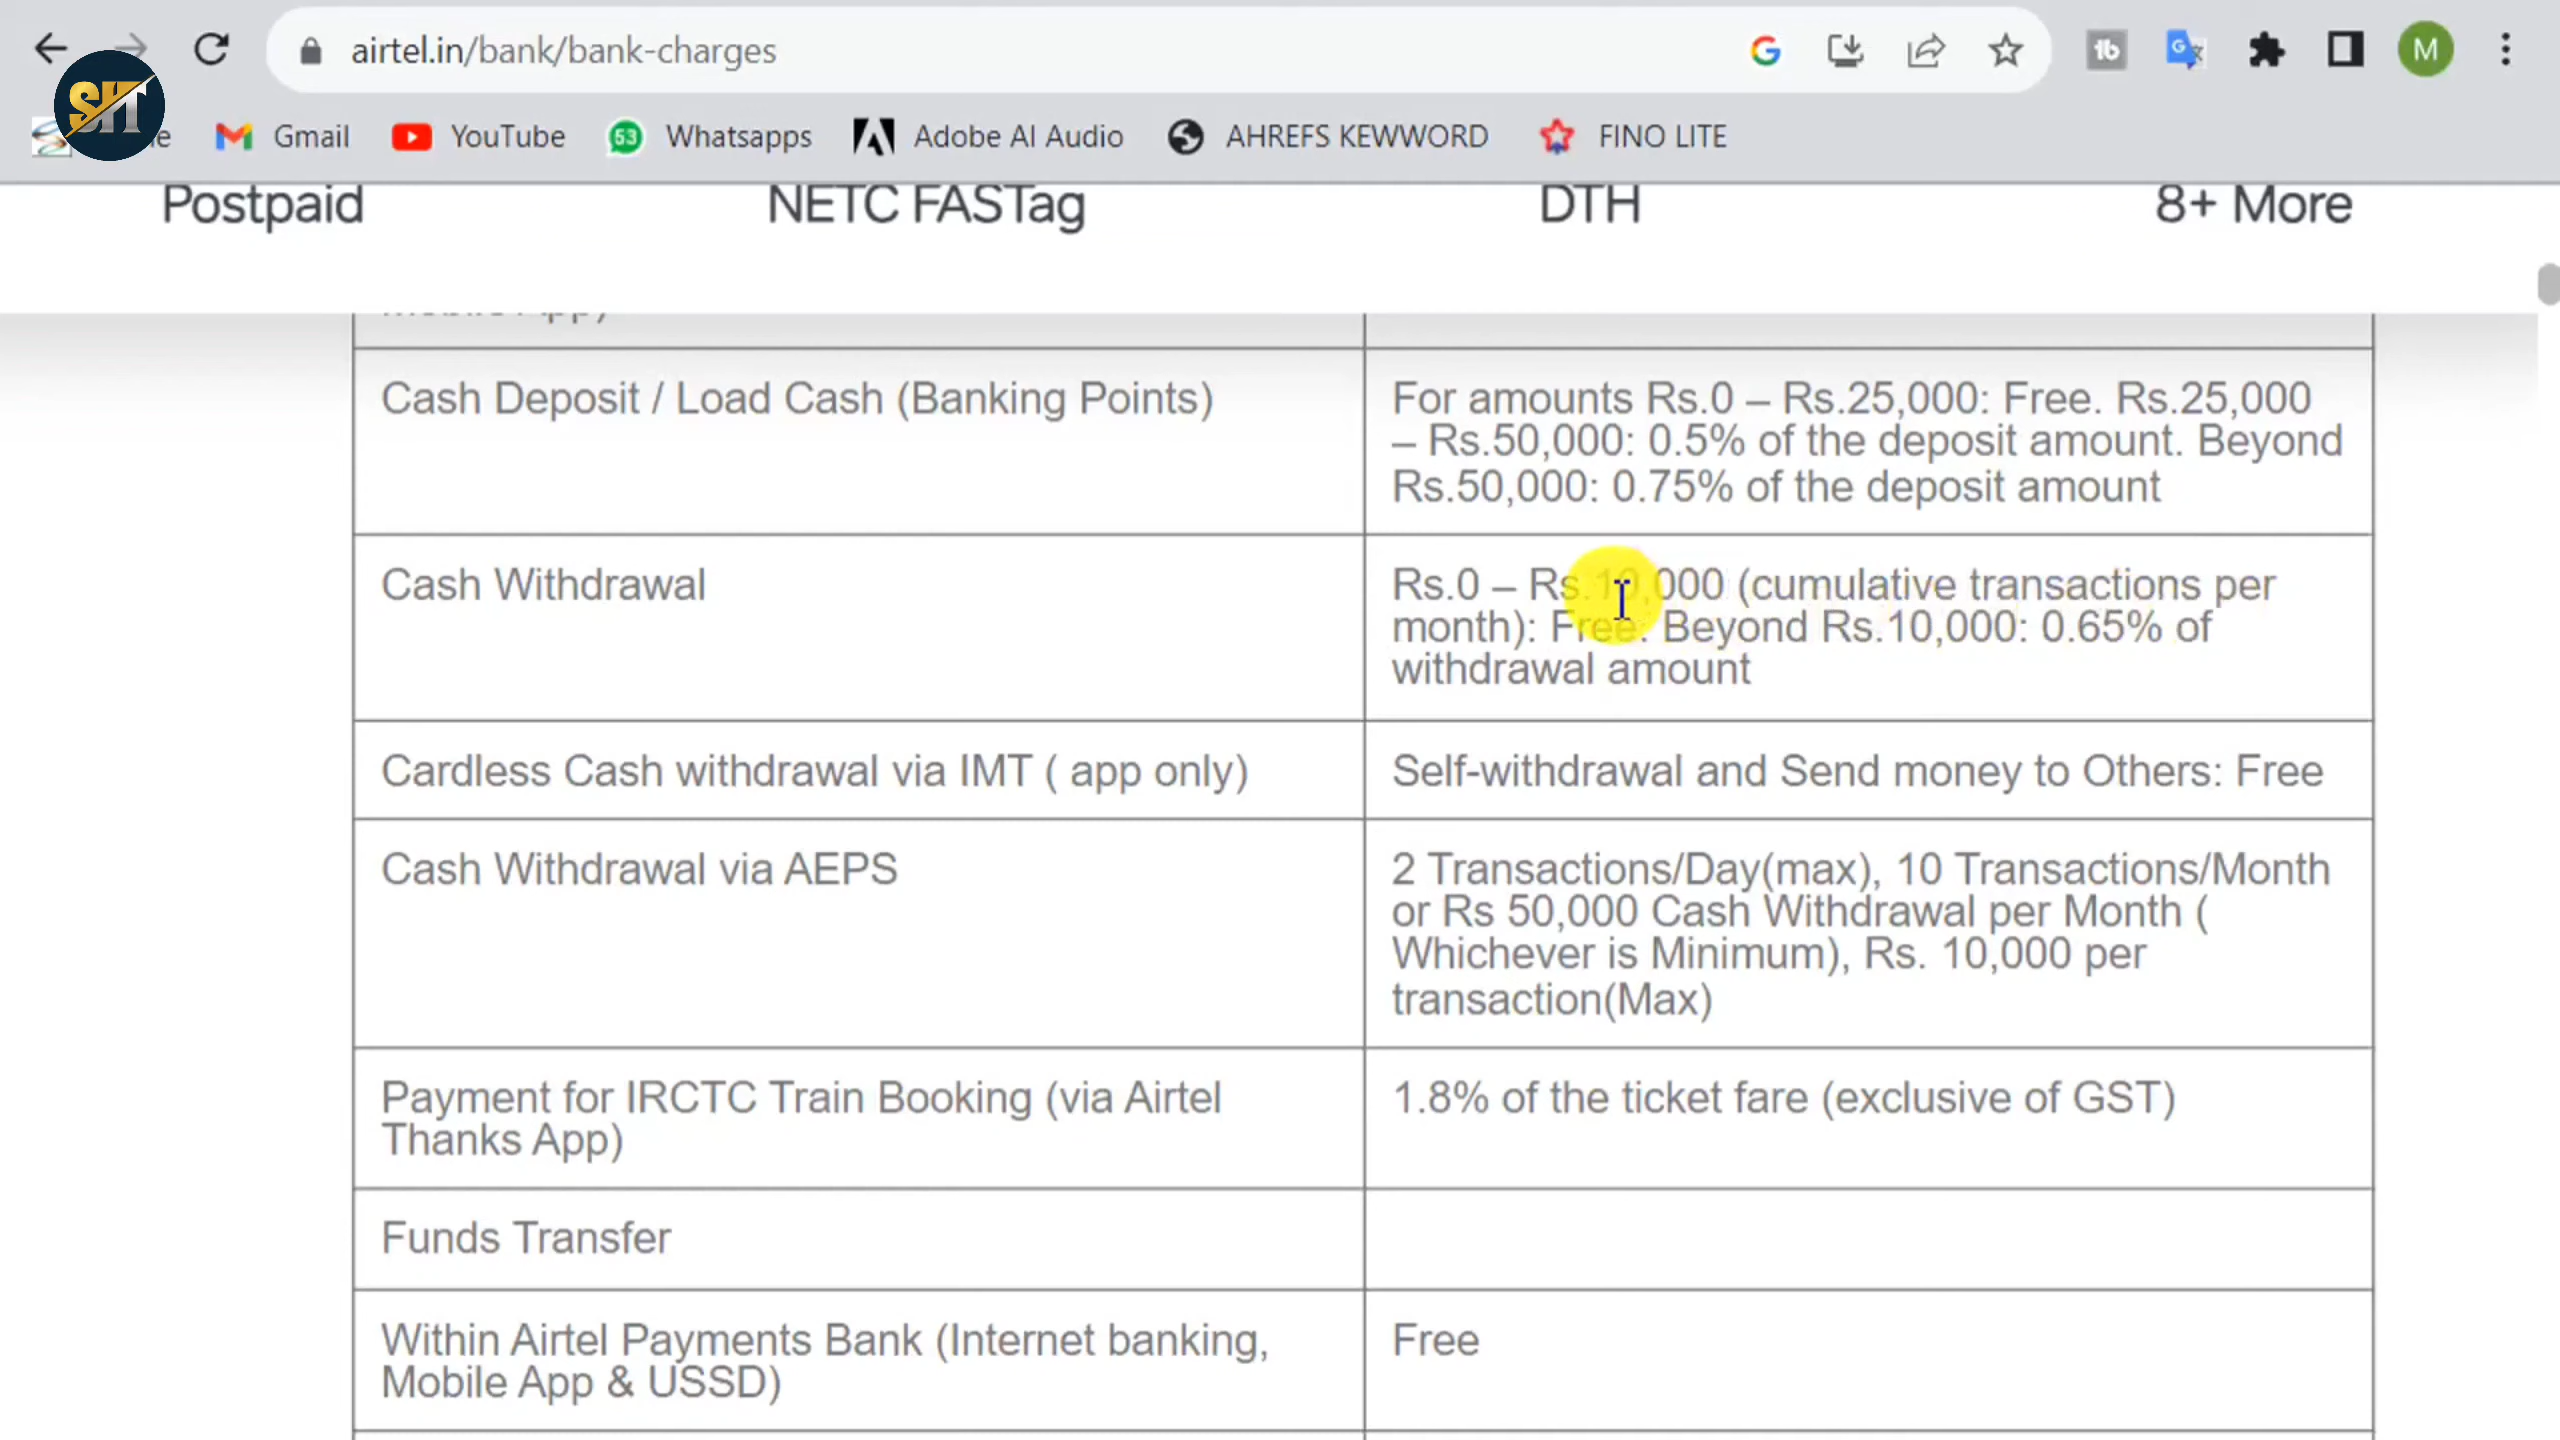 airtel.in/bank/bank-charges
SHT
Gmail
YouTube
53
Whatsapps
Adobe AI Audio
AHREFS KEWWORD
FINO LITE
M
Postpaid
NETC FASTag
DTH
8+ More
Cash Deposit / Load Cash (Banking Points)
For amounts Rs.0 – Rs.25,000: Free. Rs.25,000
– Rs.50,000: 0.5% of the deposit amount. Beyond
Rs.50,000: 0.75% of the deposit amount
Cash Withdrawal
Rs.0 – Rs.10,000 (cumulative transactions per
month): Free. Beyond Rs.10,000: 0.65% of
withdrawal amount
Cardless Cash withdrawal via IMT ( app only)
Self-withdrawal and Send money to Others: Free
Cash Withdrawal via AEPS
2 Transactions/Day(max), 10 Transactions/Month
or Rs 50,000 Cash Withdrawal per Month (
Whichever is Minimum), Rs. 10,000 per
transaction(Max)
Payment for IRCTC Train Booking (via Airtel
Thanks App)
1.8% of the ticket fare (exclusive of GST)
Funds Transfer
Within Airtel Payments Bank (Internet banking,
Mobile App & USSD)
Free